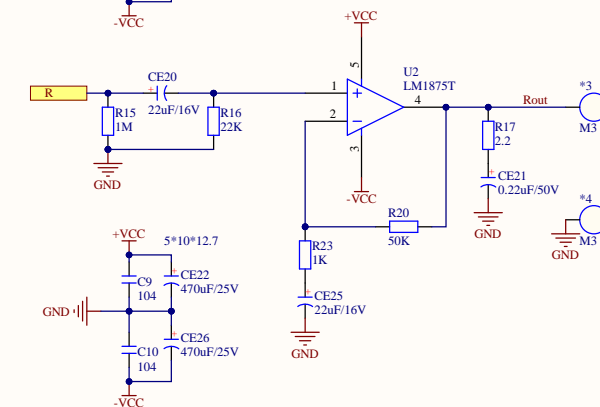 -VCC
+VCC
5
U2
LM1875T
R
CE20
22uF/16V
R15
1M
R16
22K
GND
1
2
4
3
-VCC
Rout
*3
M3
R17
2.2
CE21
0.22uF/50V
GND
*4
M3
GND
R20
50K
R23
1K
CE25
22uF/16V
GND
+VCC
5*10*12.7
C9
104
CE22
470uF/25V
GND
C10
104
CE26
470uF/25V
-VCC